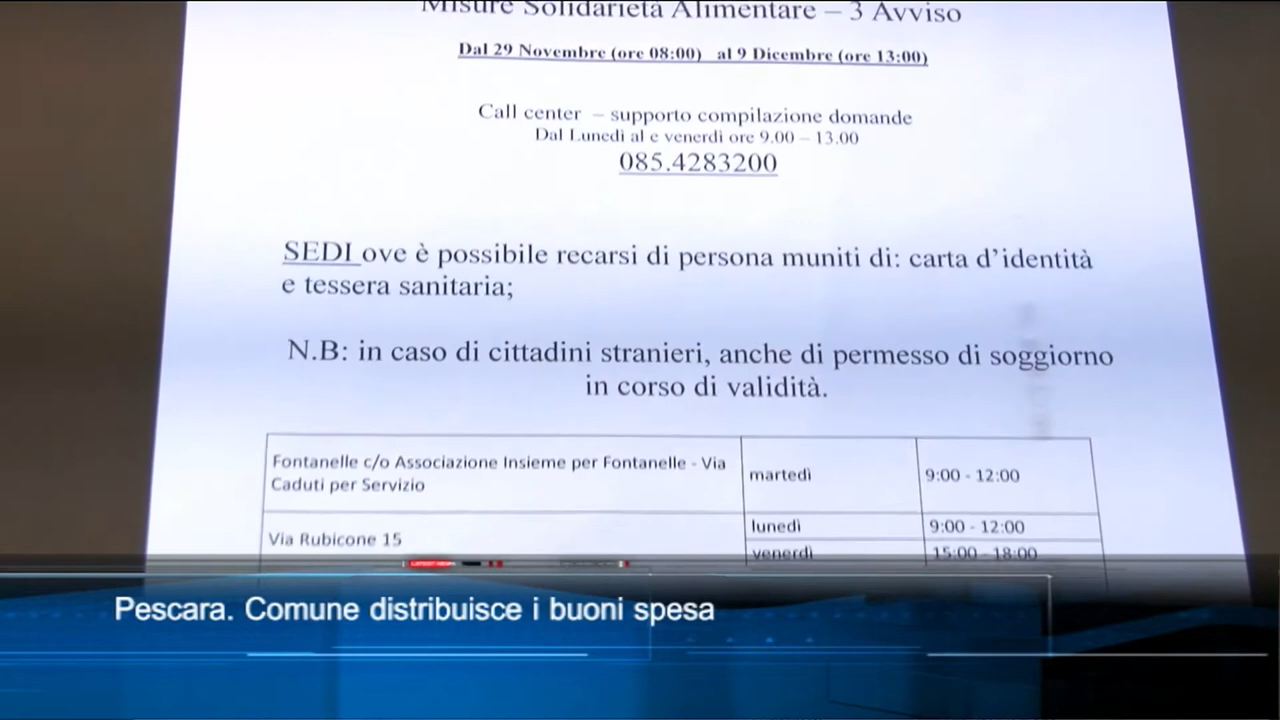 Misure Solidarietà Alimentare – 3 Avviso
Dal 29 Novembre (ore 08:00) al 9 Dicembre (ore 13:00)
Call center – supporto compilazione domande
Dal Lunedì al e venerdì ore 9.00 – 13.00
085.4283200
SEDI ove è possibile recarsi di persona muniti di: carta d'identità
e tessera sanitaria;
N.B: in caso di cittadini stranieri, anche di permesso di soggiorno
in corso di validità.
Fontanelle c/o Associazione Insieme per Fontanelle - Via
Caduti per Servizio
martedì
9:00 - 12:00
Via Rubicone 15
lunedì
9:00 - 12:00
venerdì
15:00 - 18:00
LATEST NEWS
Pescara. Comune distribuisce i buoni spesa